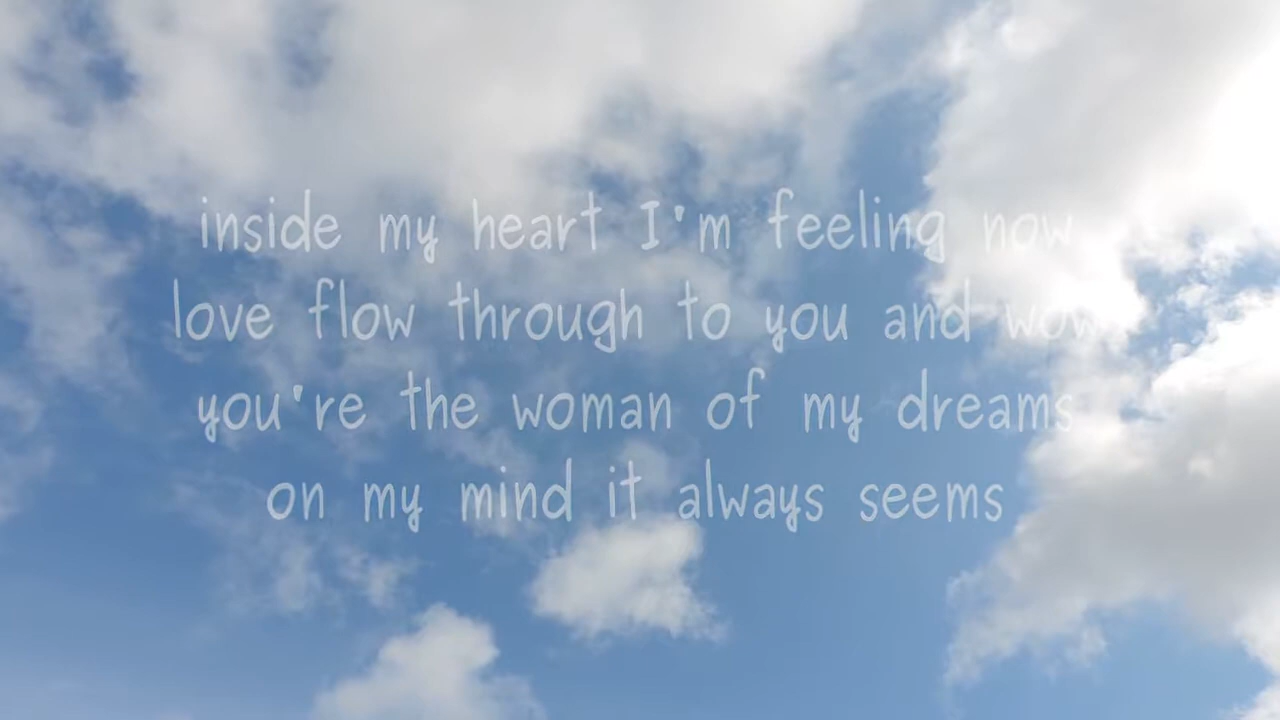 inside my heart I'm feeling now
love flow through to you and wow
you're the woman of my dreams
on my mind it always seems